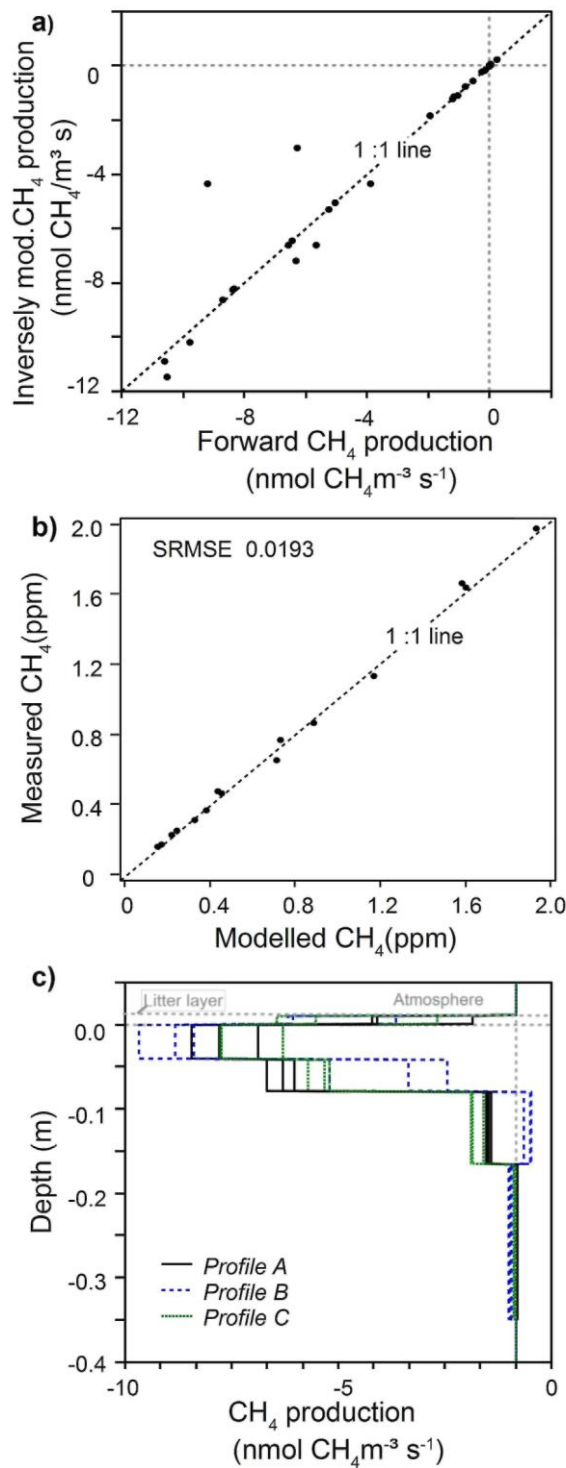 a)
0
-4
-8
-12
Inversely mod.CH₄ production
(nmol CH₄/m³ s)
1 :1 line
-12 -8 -4 0
Forward CH₄ production
(nmol CH₄m⁻³ s⁻¹)
b)
2.0
1.6
1.2
0.8
0.4
0
Measured CH₄(ppm)
SRMSE 0.0193
1 :1 line
0 0.4 0.8 1.2 1.6 2.0
Modelled CH₄(ppm)
c)
Litter layer Atmosphere
0.0
-0.1
-0.2
-0.3
-0.4
Depth (m)
Profile A
Profile B
Profile C
-10 -5 0
CH₄ production
(nmol CH₄m⁻³ s⁻¹)